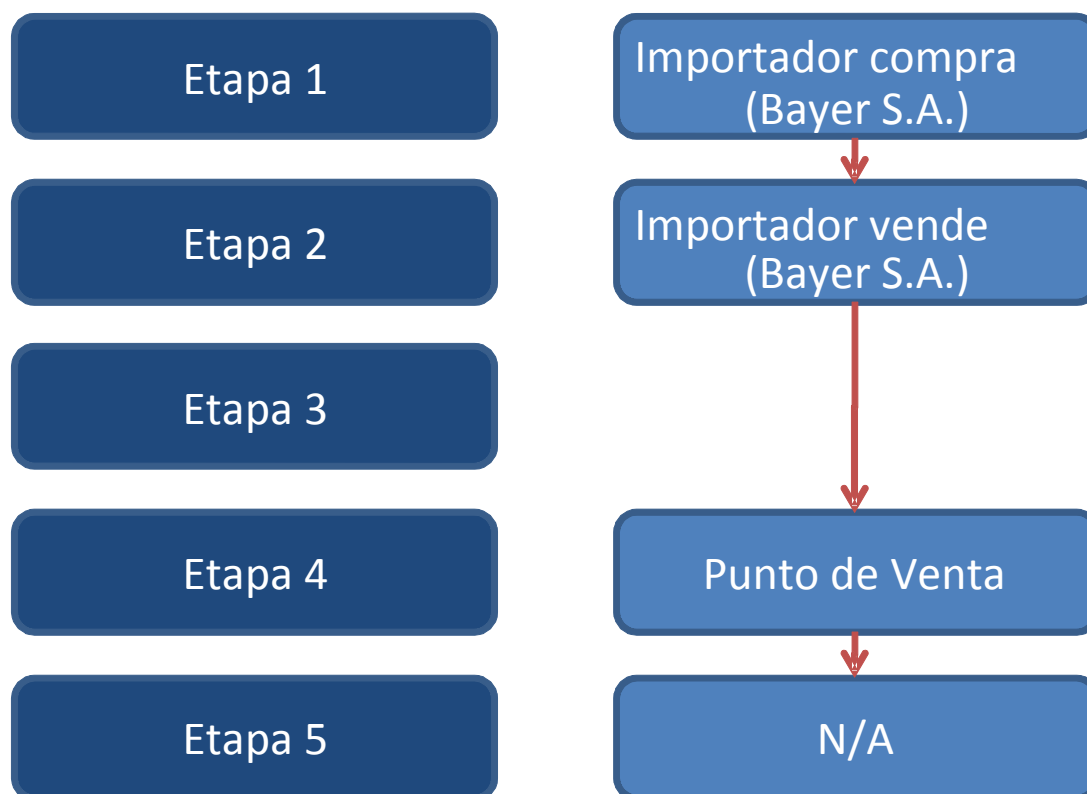 Etapa 1
Importador compra
(Bayer S.A.)
Etapa 2
Importador vende
(Bayer S.A.)
Etapa 3
Etapa 4
Punto de Venta
Etapa 5
N/A